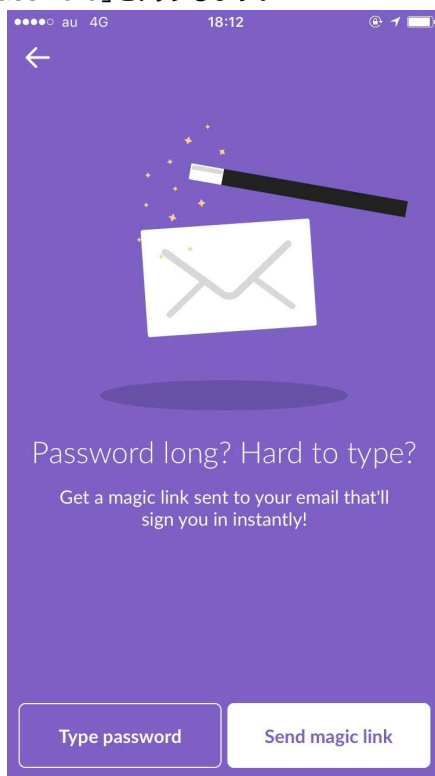 au 4G 18:12
Password long? Hard to type?
Get a magic link sent to your email that'll
sign you in instantly!
Type password Send magic link